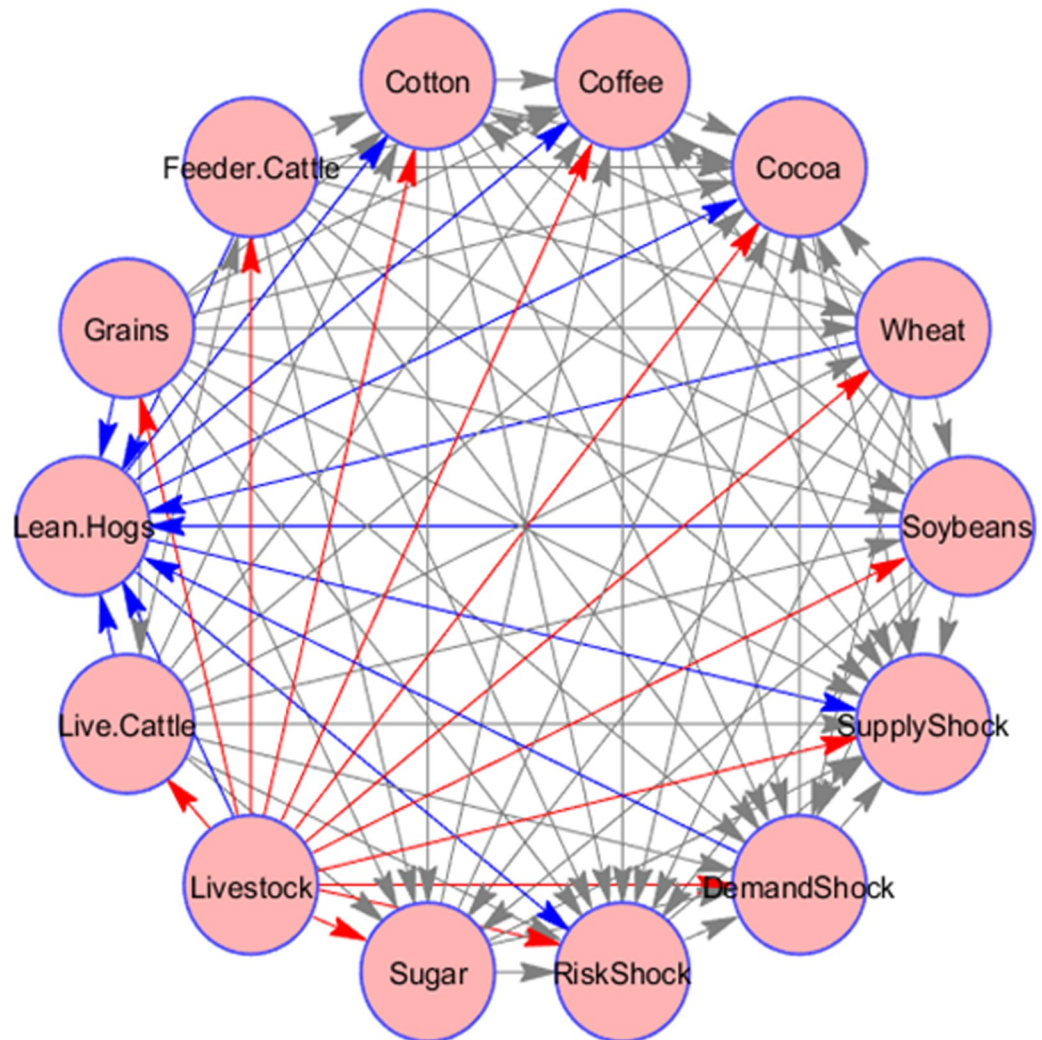 Cotton
Coffee
Feeder.Cattle
Cocoa
Grains
Wheat
Lean.Hogs
Soybeans
Live.Cattle
SupplyShock
Livestock
DemandShock
Sugar
RiskShock